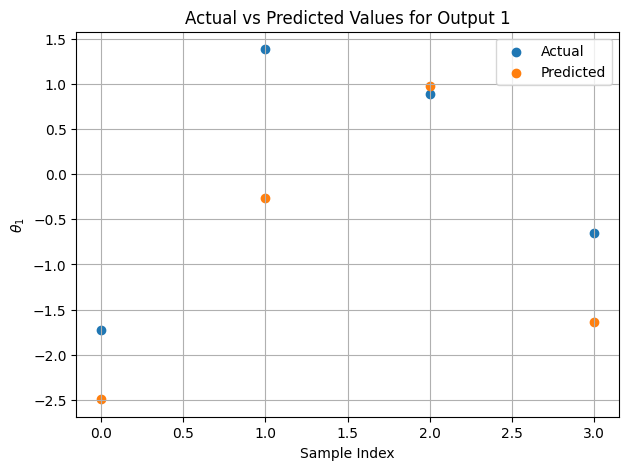 Actual vs Predicted Values for Output 1
Actual
Predicted
1.5
1.0
0.5
0.0
−0.5
−1.0
−1.5
−2.0
−2.5
θ₁
0.0 0.5 1.0 1.5 2.0 2.5 3.0
Sample Index